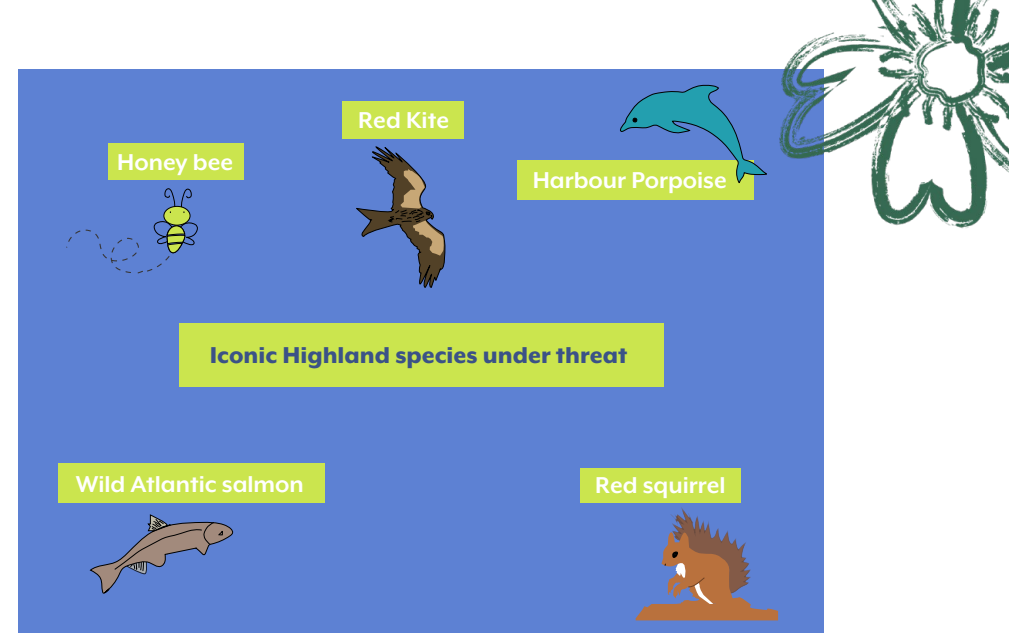 Red Kite
Honey bee
Harbour Porpoise
Iconic Highland species under threat
Wild Atlantic salmon
Red squirrel